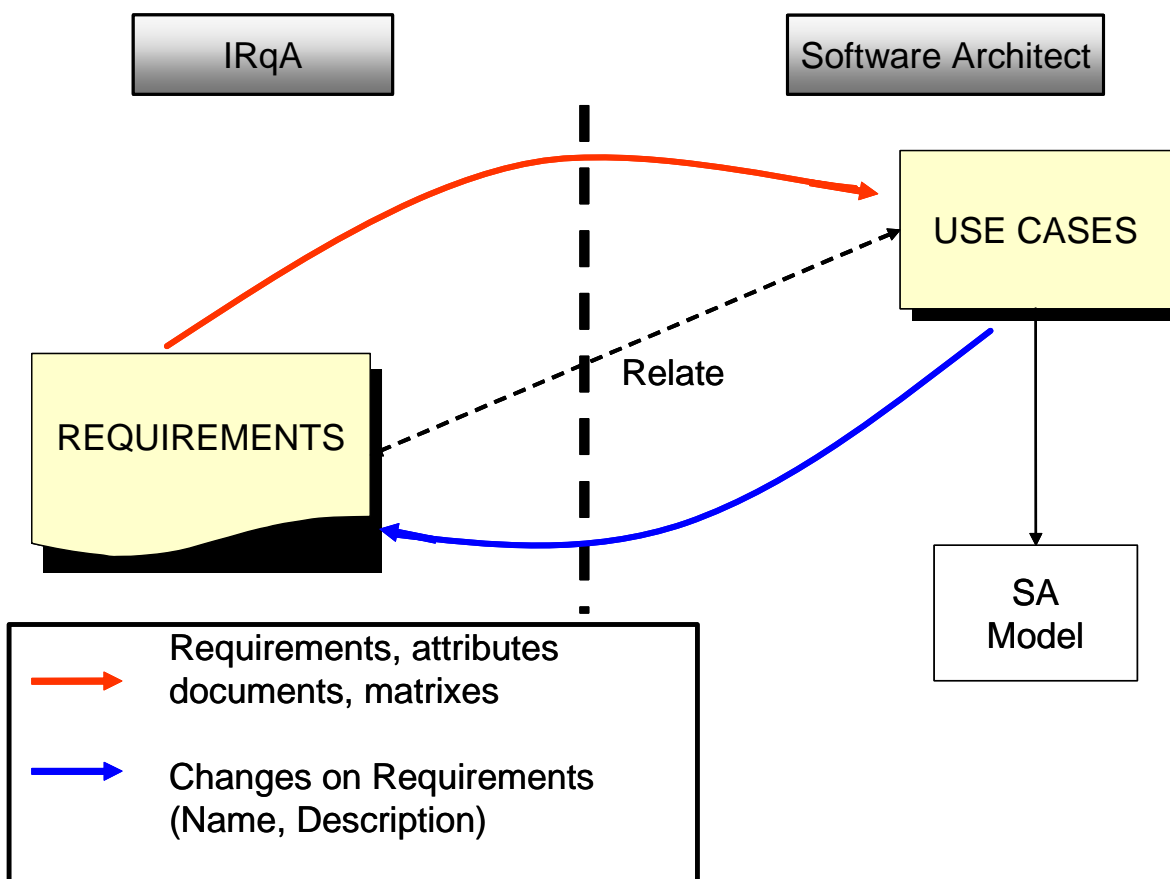 IRqA
Software Architect
USE CASES
Relate
REQUIREMENTS
SA
Model
Requirements, attributes
documents, matrixes
Changes on Requirements
(Name, Description)